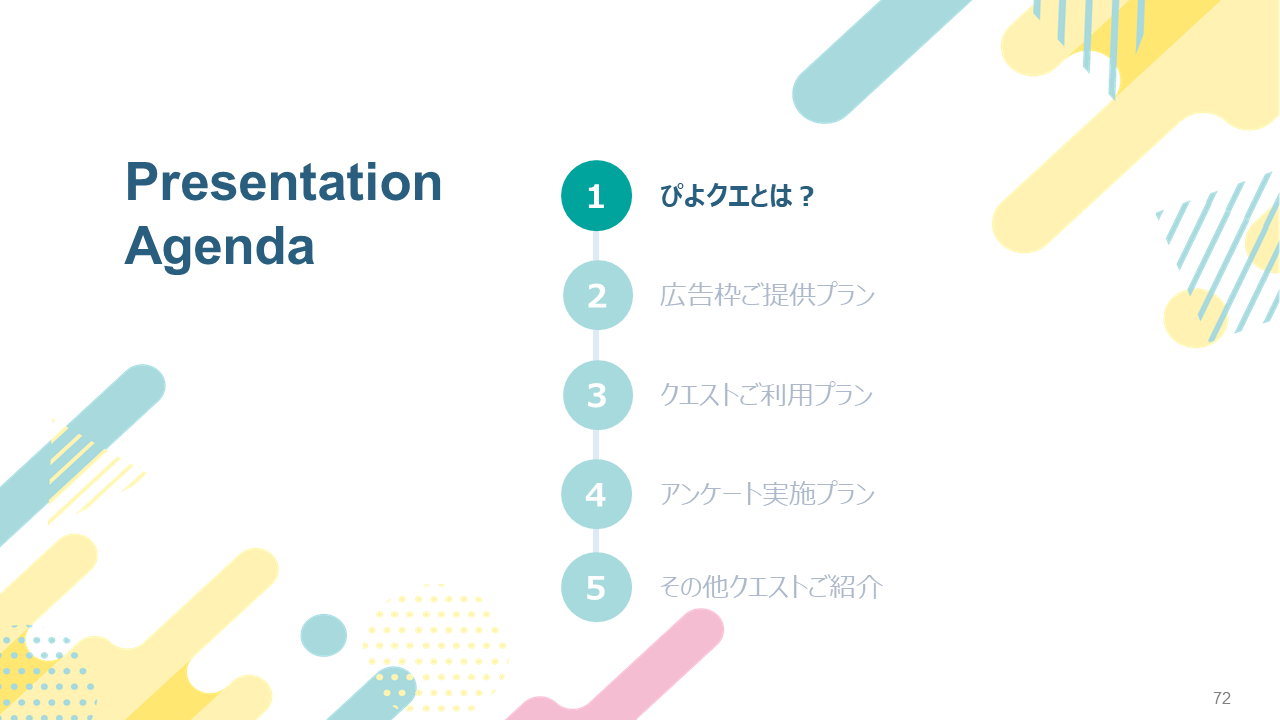 Presentation
Agenda
1
ぴよクエとは？
2
広告枠ご提供プラン
3
クエストご利用プラン
4
アンケート実施プラン
5
その他クエストご紹介
72